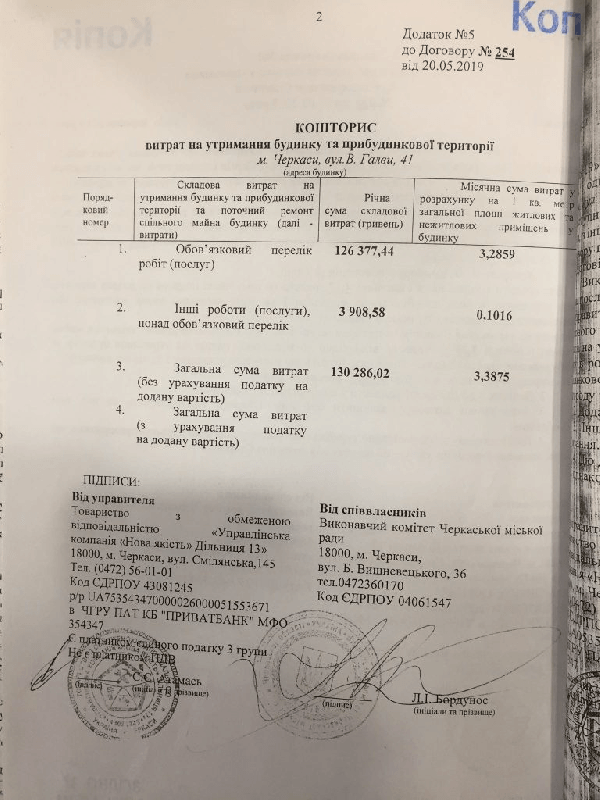 2
Коп
Додаток №5
до Договору № 254
від 20.05.2019
КОШТОРИС
витрат на утримання будинку та прибудинкової території
м. Черкаси, вул.В. Галви, 4!
(адреса будинку)
Поряд-
ковий
номер
Складова витрат на
утримання будинку та прибудинкової
території та поточний ремонт
спільного майна будинку (далі -
витрати)
Річна
сума складової
витрат (гривень)
Місячна сума витрат у
розрахунку на 1 кв. метр
загальної площі житлових та
нежитлових приміщень у
будинку
1. Обов'язковий перелік 126 377,44 3,2859
робіт (послуг)
2. Інші роботи (послуги), 3 908,58 0,1016
понад обов'язковий перелік
3. Загальна сума витрат 130 286,02 3,3875
(без урахування податку на
додану вартість)
4. Загальна сума витрат
(з урахування податку
на додану вартість)
ПІДПИСИ:
Від управителя
Товариство з обмеженою
відповідальністю «Управлінська
компанія «Нова якість» Дільниця 13»
18000, м. Черкаси, вул. Смілянська,145
Тел. (0472) 56-01-01
Код ЄДРПОУ 43081245
р/р UA753543470000026000051553671
в ЧГРУ ПАТ КБ "ПРИВАТБАНК" МФО
354347
Є платником єдиного податку 3 групи
Не є платником ПДВ
(підпис) (ініціали та прізвище)
Від співвласників
Виконавчий комітет Черкаської міської
ради
18000, м. Черкаси,
вул. Б. Вишневецького, 36
тел.0472360170
Код ЄДРПОУ 04061547
(підпис)
Л.І. Бордунос
(ініціали та прізвище)